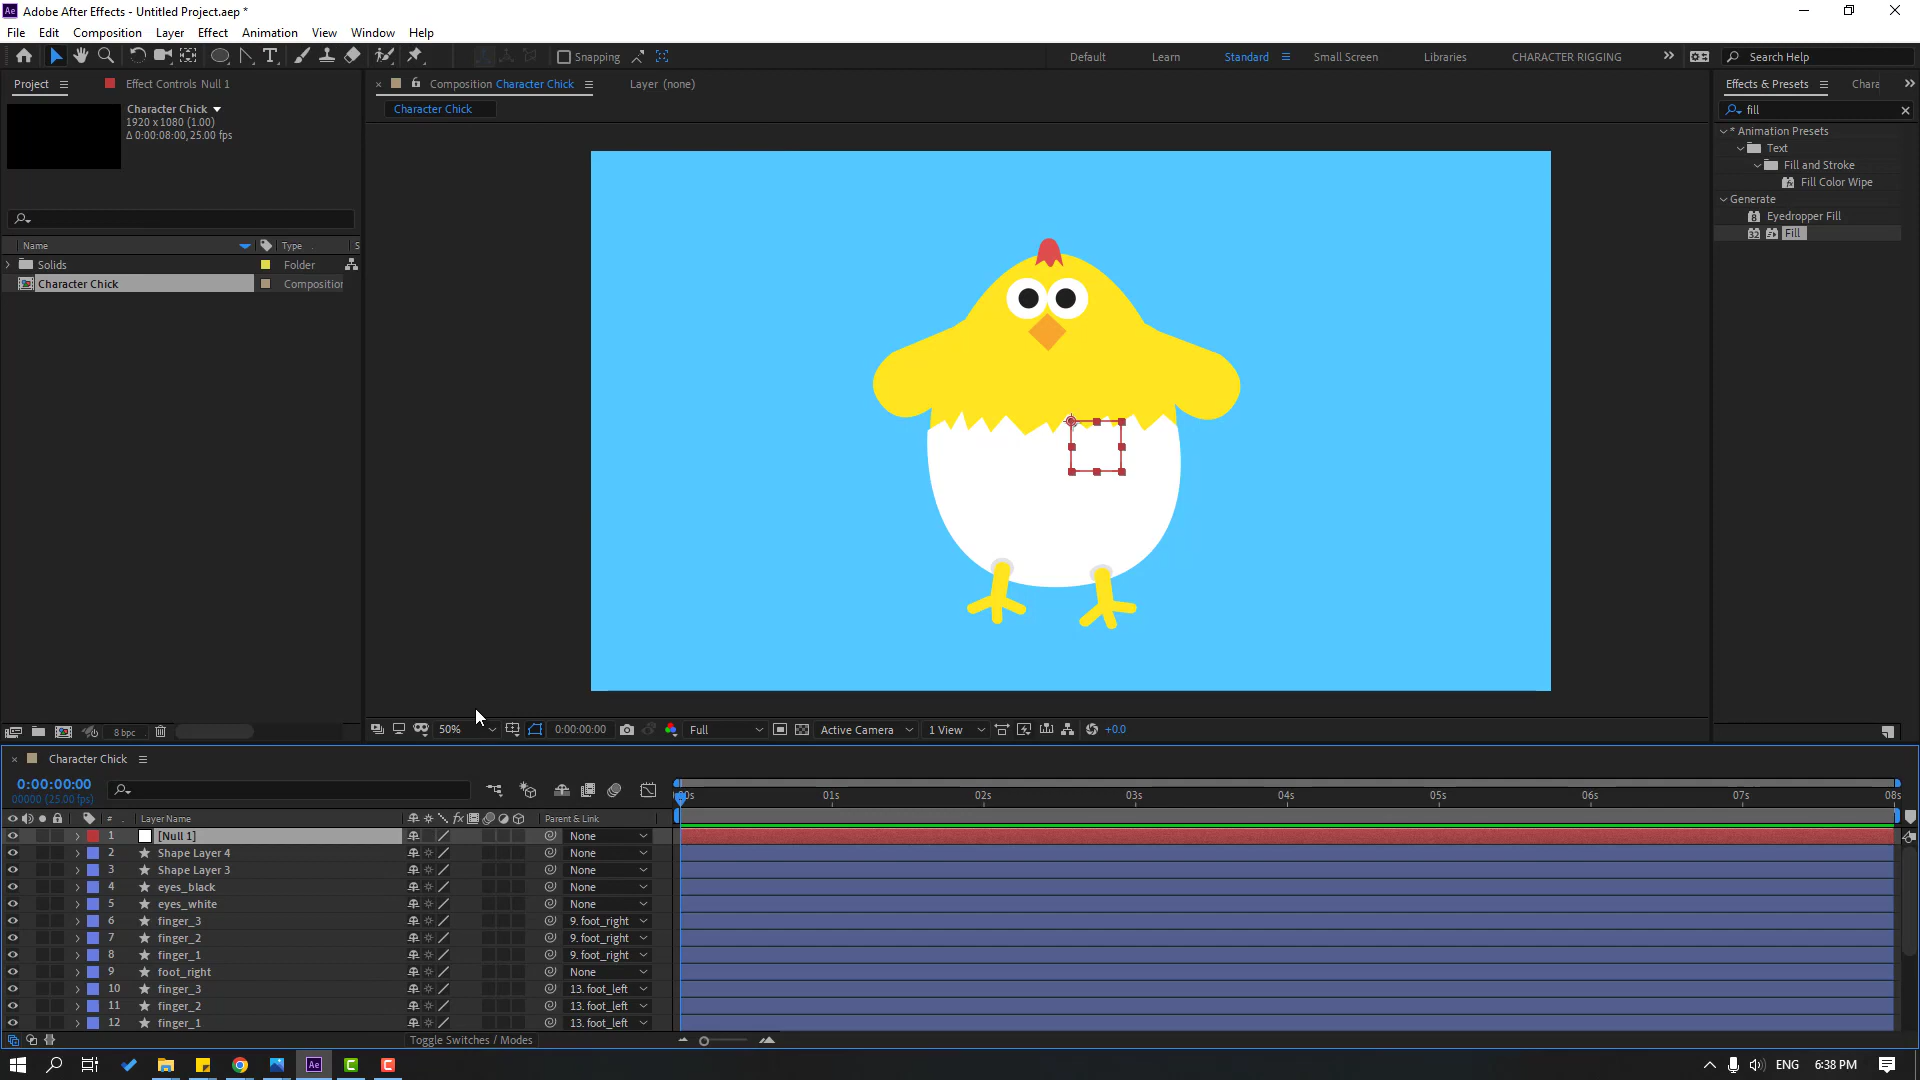 Adobe After Effects - Untitled Project.aep *
File Edit Composition Layer Effect Animation View Window Help
Snapping
Default Learn Standard Small Screen Libraries CHARACTER RIGGING Search Help
Project Effect Controls Null 1
Composition Character Chick Layer (none)
Effects & Presets Chara
Character Chick
1920 x 1080 (1.00)
Δ 0:00:08:00, 25.00 fps
Character Chick
fill
* Animation Presets
Text
Fill and Stroke
Fill Color Wipe
Generate
Eyedropper Fill
Fill
Name Type S
Solids Folder
Character Chick Composition
8 bpc
50% 0:00:00:00 Full Active Camera 1 View +0.0
Character Chick
0:00:00:00
00000 (25.00 fps)
:00s 01s 02s 03s 04s 05s 06s 07s 08s
# Layer Name Parent & Link
1 [Null 1] None
2 Shape Layer 4 None
3 Shape Layer 3 None
4 eyes_black None
5 eyes_white None
6 finger_3 9. foot_right
7 finger_2 9. foot_right
8 finger_1 9. foot_right
9 foot_right None
10 finger_3 13. foot_left
11 finger_2 13. foot_left
12 finger_1 13. foot_left
Toggle Switches / Modes
ENG 6:38 PM